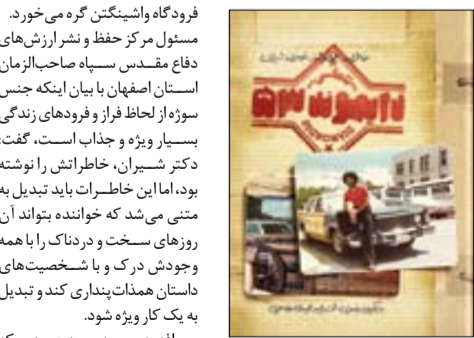 فرودگاه واشینگتن گره می‌خورد.
مسئول مرکز حفظ و نشر ارزش‌های
دفاع مقدس سپاه صاحب‌الزمان
استان اصفهان با بیان اینکه جنس
سوژه از لحاظ فراز و فرودهای زندگی
بسیار ویژه و جذاب است، گفت:
دکتر شیران، خاطراتش را نوشته
بود، اما این خاطرات باید تبدیل به
متنی می‌شد که خواننده بتواند آن
روزهای سخت و دردناک را با همه
وجودش درک و با شخصیت‌های
داستان همذات‌پنداری کند و تبدیل
به یک کار ویژه شود.